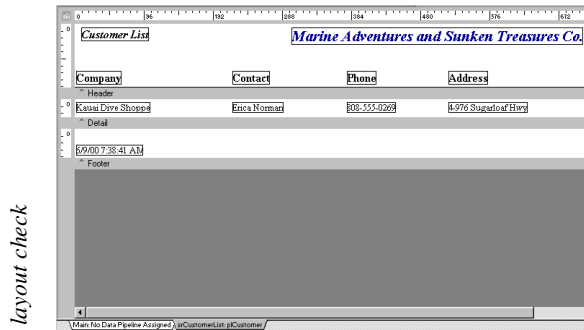 0 96 192 288 384 480 576 672
Customer List Marine Adventures and Sunken Treasures Co.
Company Contact Phone Address
^ Header
Kauai Dive Shoppe Erica Norman 808-555-0269 4-976 Sugarloaf Hwy
^ Detail
5/9/00 7:38:41 AM
^ Footer
Main: No Data Pipeline Assigned srCustomerList: plCustomer
layout check